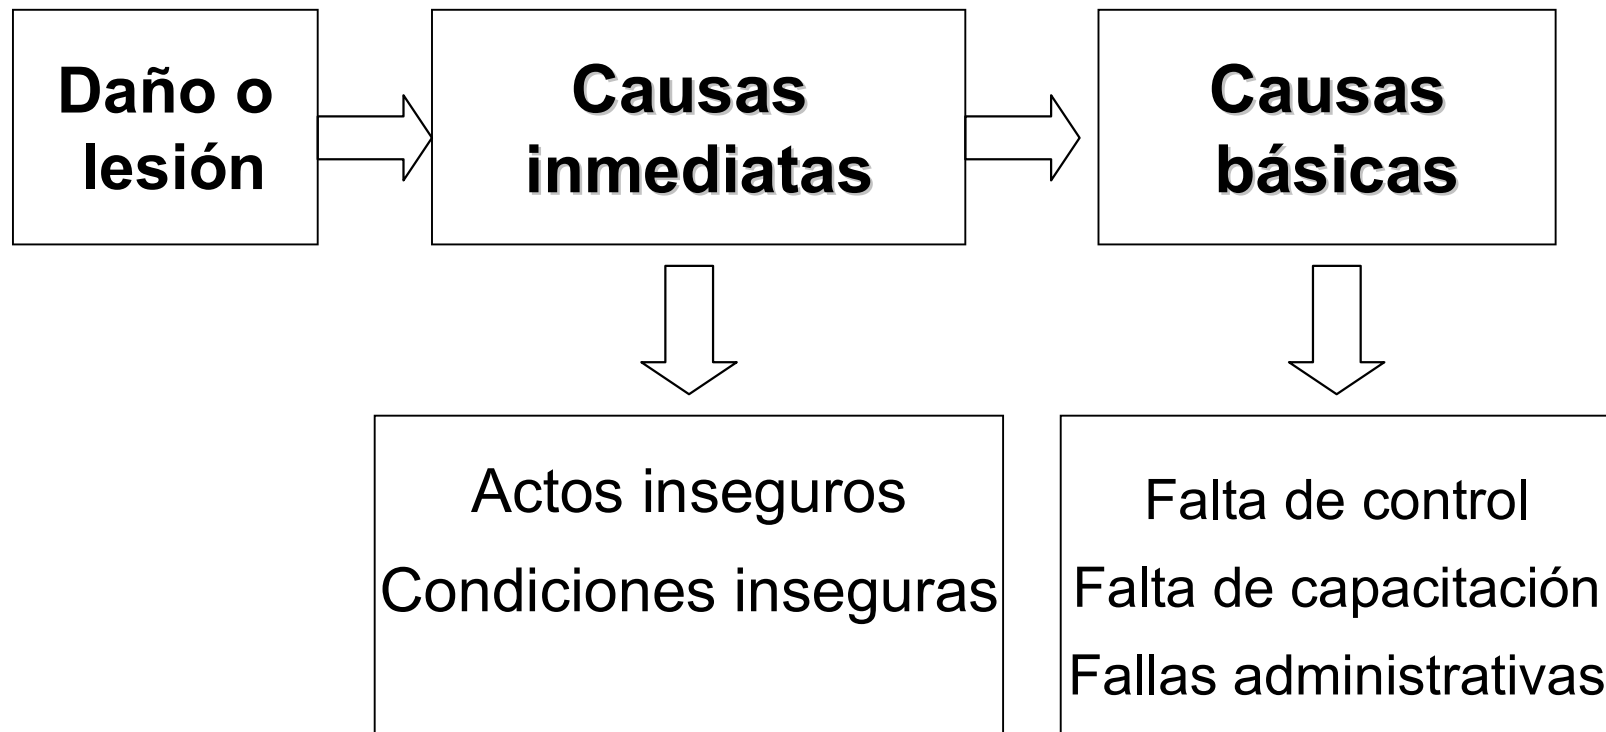 Daño o
lesión
Causas
inmediatas
Causas
básicas
Actos inseguros
Condiciones inseguras
Falta de control
Falta de capacitación
Fallas administrativas